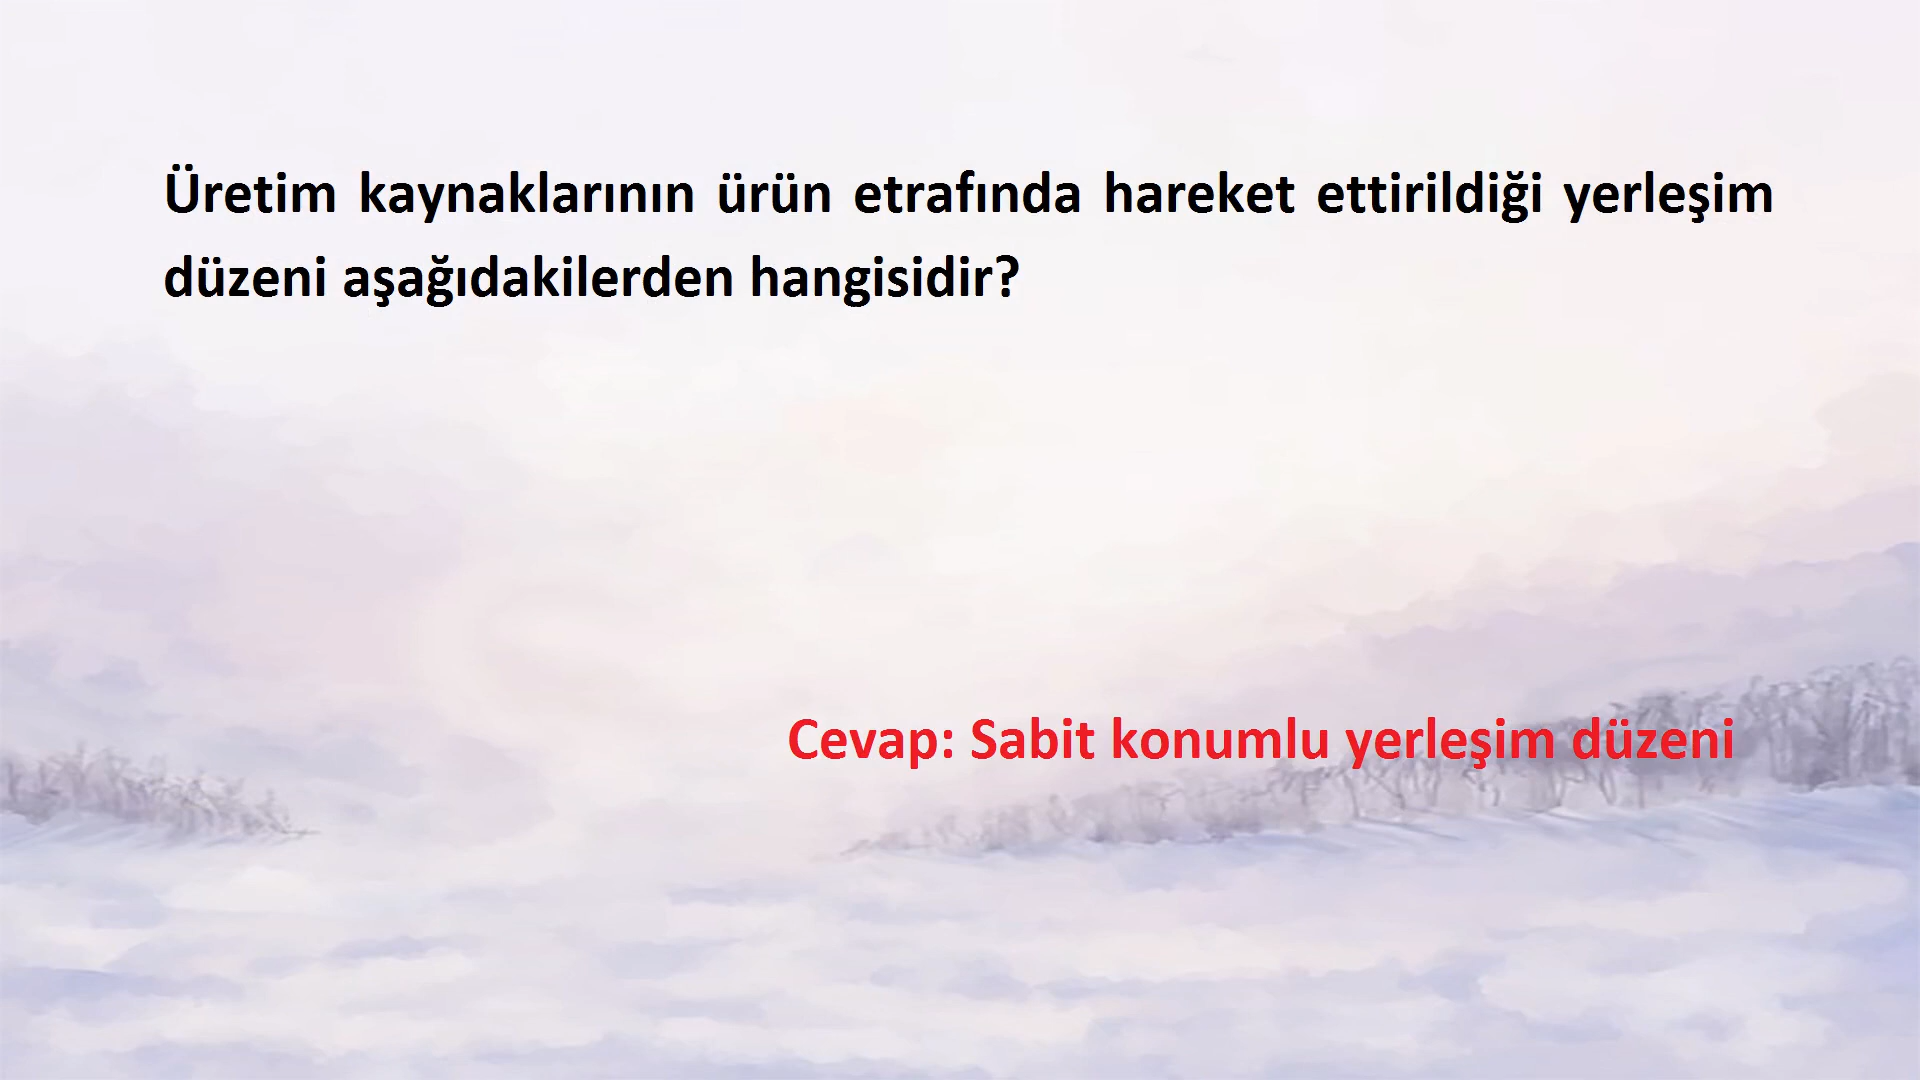 Üretim kaynaklarının ürün etrafında hareket ettirildiği yerleşim
düzeni aşağıdakilerden hangisidir?
Cevap: Sabit konumlu yerleşim düzeni